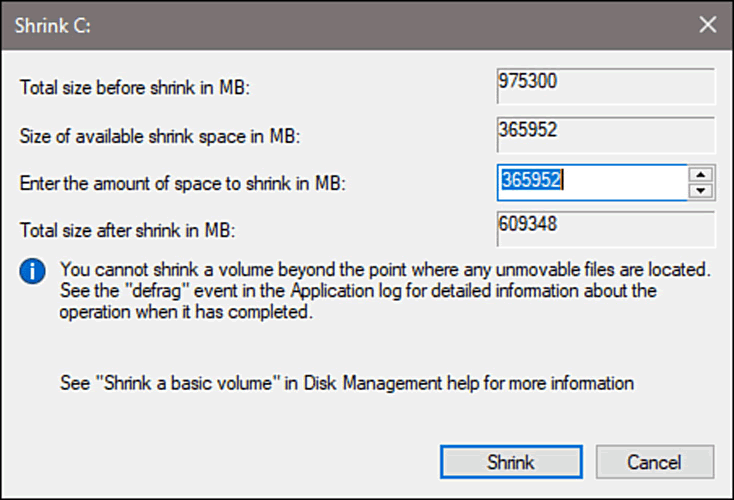 Shrink C:
Total size before shrink in MB: 975300
Size of available shrink space in MB: 365952
Enter the amount of space to shrink in MB: 365952
Total size after shrink in MB: 609348
You cannot shrink a volume beyond the point where any unmovable files are located.
See the "defrag" event in the Application log for detailed information about the
operation when it has completed.
See "Shrink a basic volume" in Disk Management help for more information
Shrink Cancel